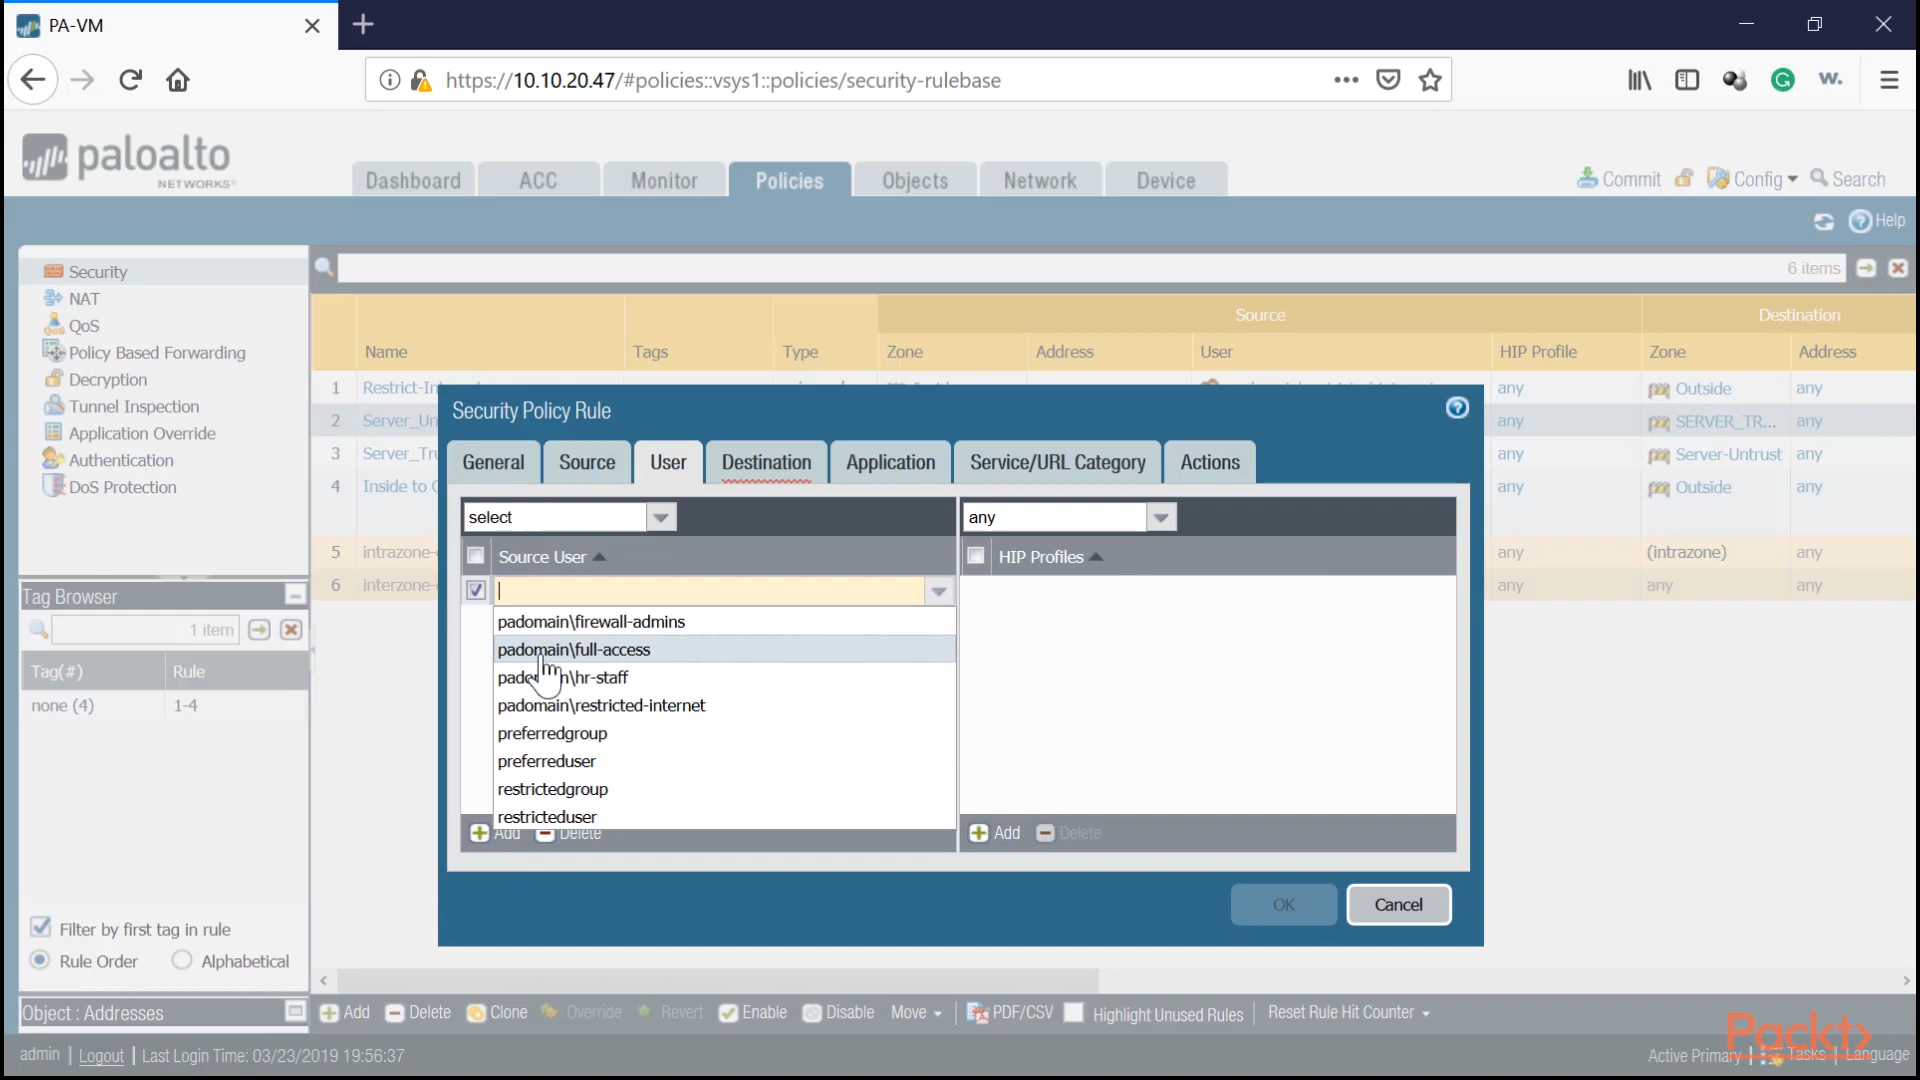 PA-VM
https://10.10.20.47/#policies::vsys1::policies/security-rulebase
w.
paloalto
NETWORKS
Dashboard
ACC
Monitor
Policies
Objects
Network
Device
Commit
Config
Search
Help
Security
NAT
QoS
Policy Based Forwarding
Decryption
Tunnel Inspection
Application Override
Authentication
DoS Protection
6 items
Source
Destination
Name
Tags
Type
Zone
Address
User
HIP Profile
Zone
Address
1 Restrict-In any Outside any
2 Server_Un any SERVER_TR... any
3 Server_Tru any Server-Untrust any
4 Inside to any Outside any
5 intrazone- any (intrazone) any
6 interzone- any any any
Security Policy Rule
General
Source
User
Destination
Application
Service/URL Category
Actions
select
any
Source User
HIP Profiles
padomain\firewall-admins
padomain\full-access
\hr-staff
padomain\restricted-internet
preferredgroup
preferreduser
restrictedgroup
restricteduser
Add
Delete
Add
Delete
OK
Cancel
Tag Browser
1 item
Tag(#)
Rule
none (4)
1-4
Filter by first tag in rule
Rule Order
Alphabetical
Object : Addresses
Add
Delete
Clone
Override
Revert
Enable
Disable
Move
PDF/CSV
Highlight Unused Rules
Reset Rule Hit Counter
Packt>
admin | Logout | Last Login Time: 03/23/2019 19:56:37
Active Primary | Tasks | Language